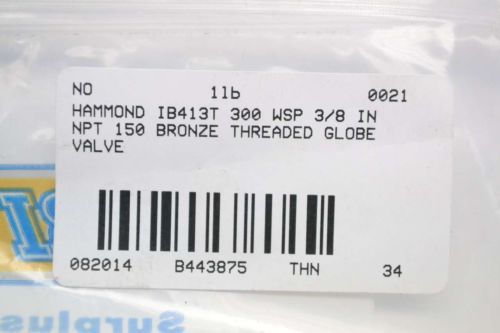 NO 11b 0021
HAMMOND IB413T 300 WSP 3/8 IN
NPT 150 BRONZE THREADED GLOBE
VALVE
082014 B443875 THN 34
Surplus